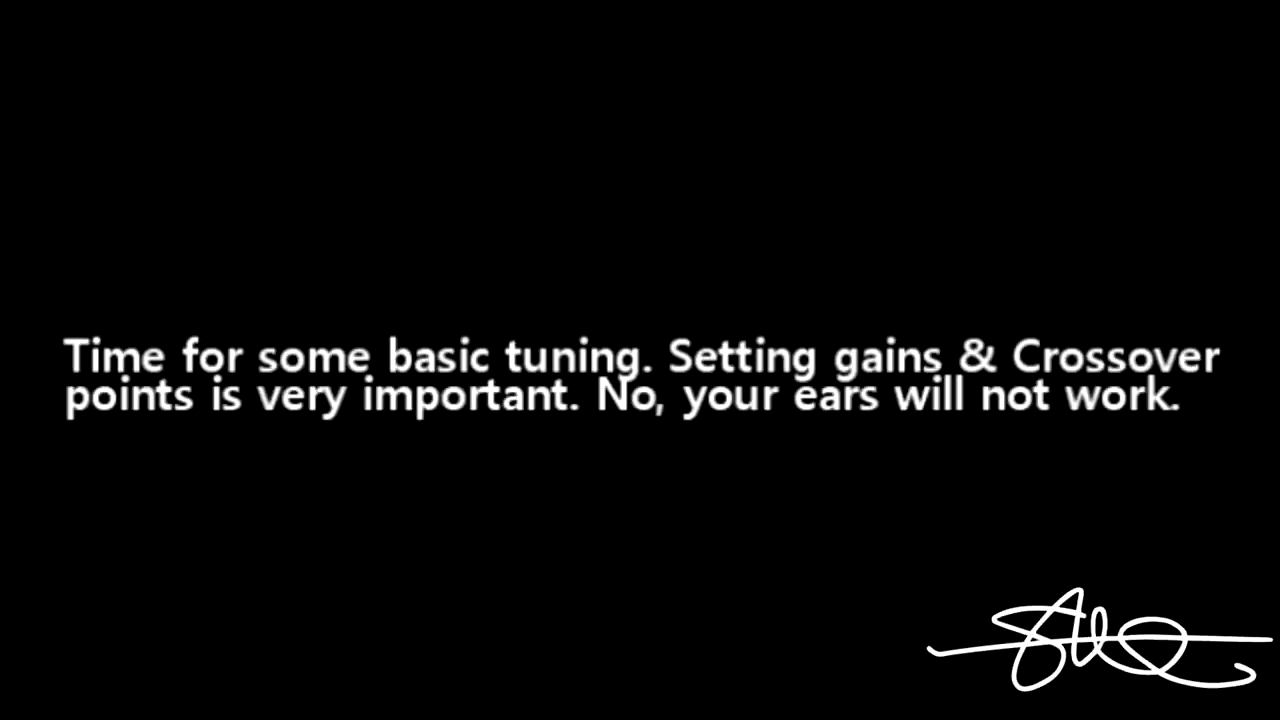 Time for some basic tuning. Setting gains & Crossover
points is very important. No, your ears will not work.